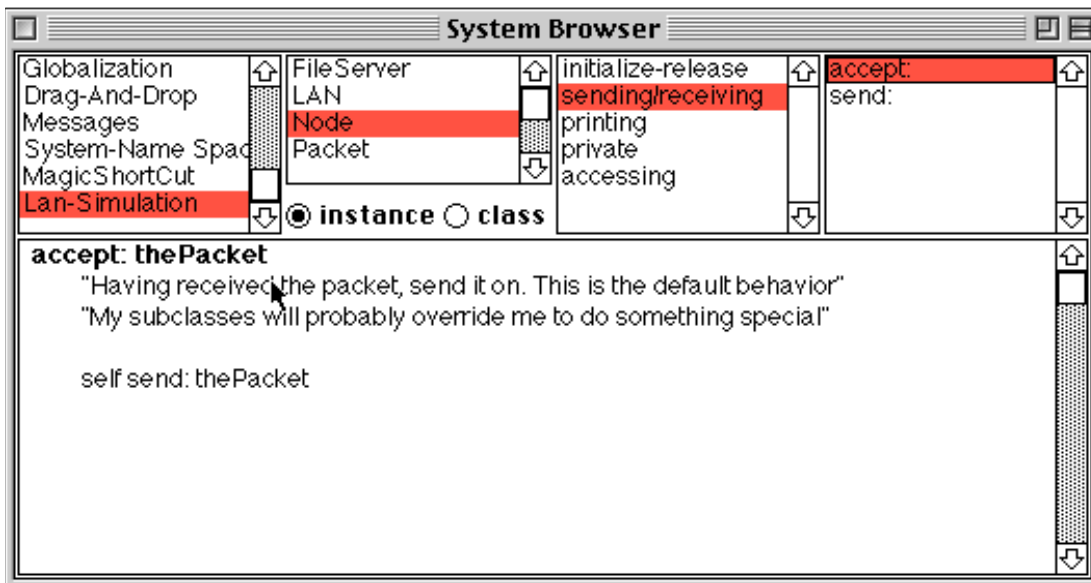 System Browser
Globalization
Drag-And-Drop
Messages
System-Name Spac
MagicShortCut
Lan-Simulation
FileServer
LAN
Node
Packet
instance class
initialize-release
sending/receiving
printing
private
accessing
accept:
send:
accept: thePacket
"Having received the packet, send it on. This is the default behavior"
"My subclasses will probably override me to do something special"
self send: thePacket